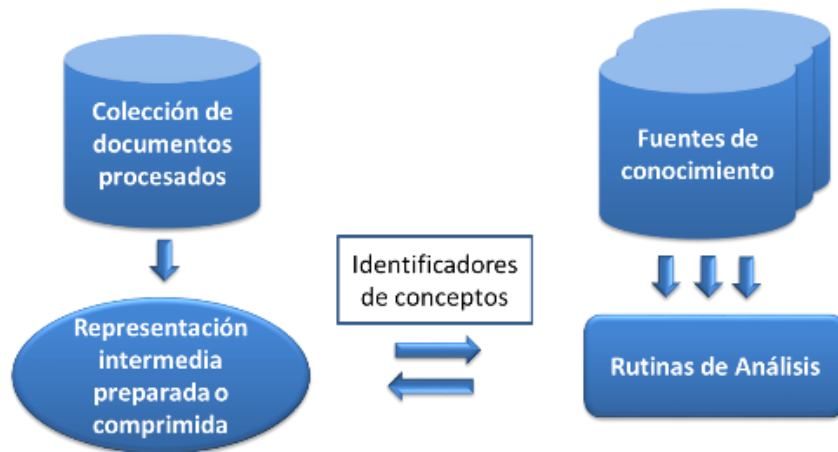 Colección de
documentos
procesados
Fuentes de
conocimiento
Identificadores
de conceptos
Representación
intermedia
preparada o
comprimida
Rutinas de Análisis